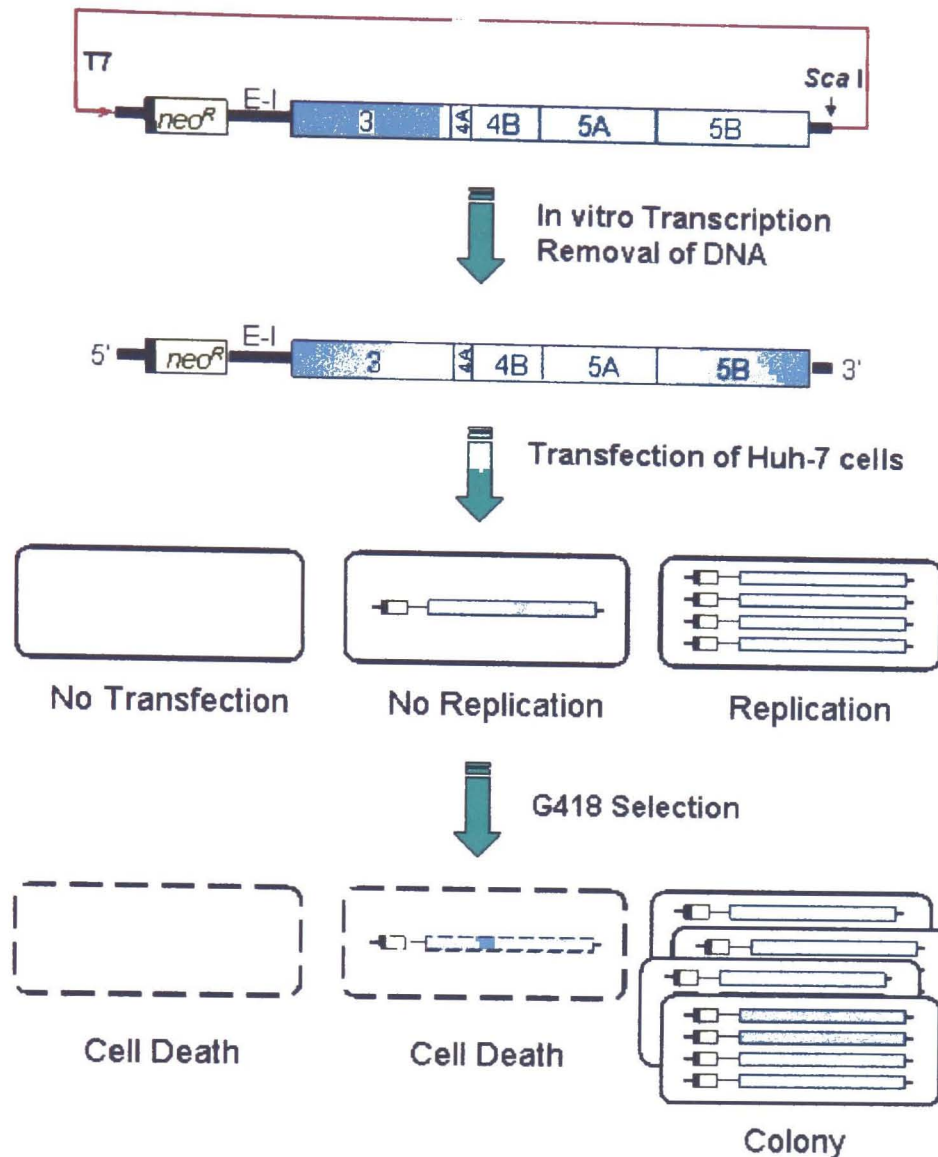 T7
Sca I
neoR
E-I
3
4A
4B
5A
5B
In vitro Transcription
Removal of DNA
5'
neoR
E-I
3
4A
4B
5A
5B
3'
Transfection of Huh-7 cells
No Transfection
No Replication
Replication
G418 Selection
Cell Death
Cell Death
Colony